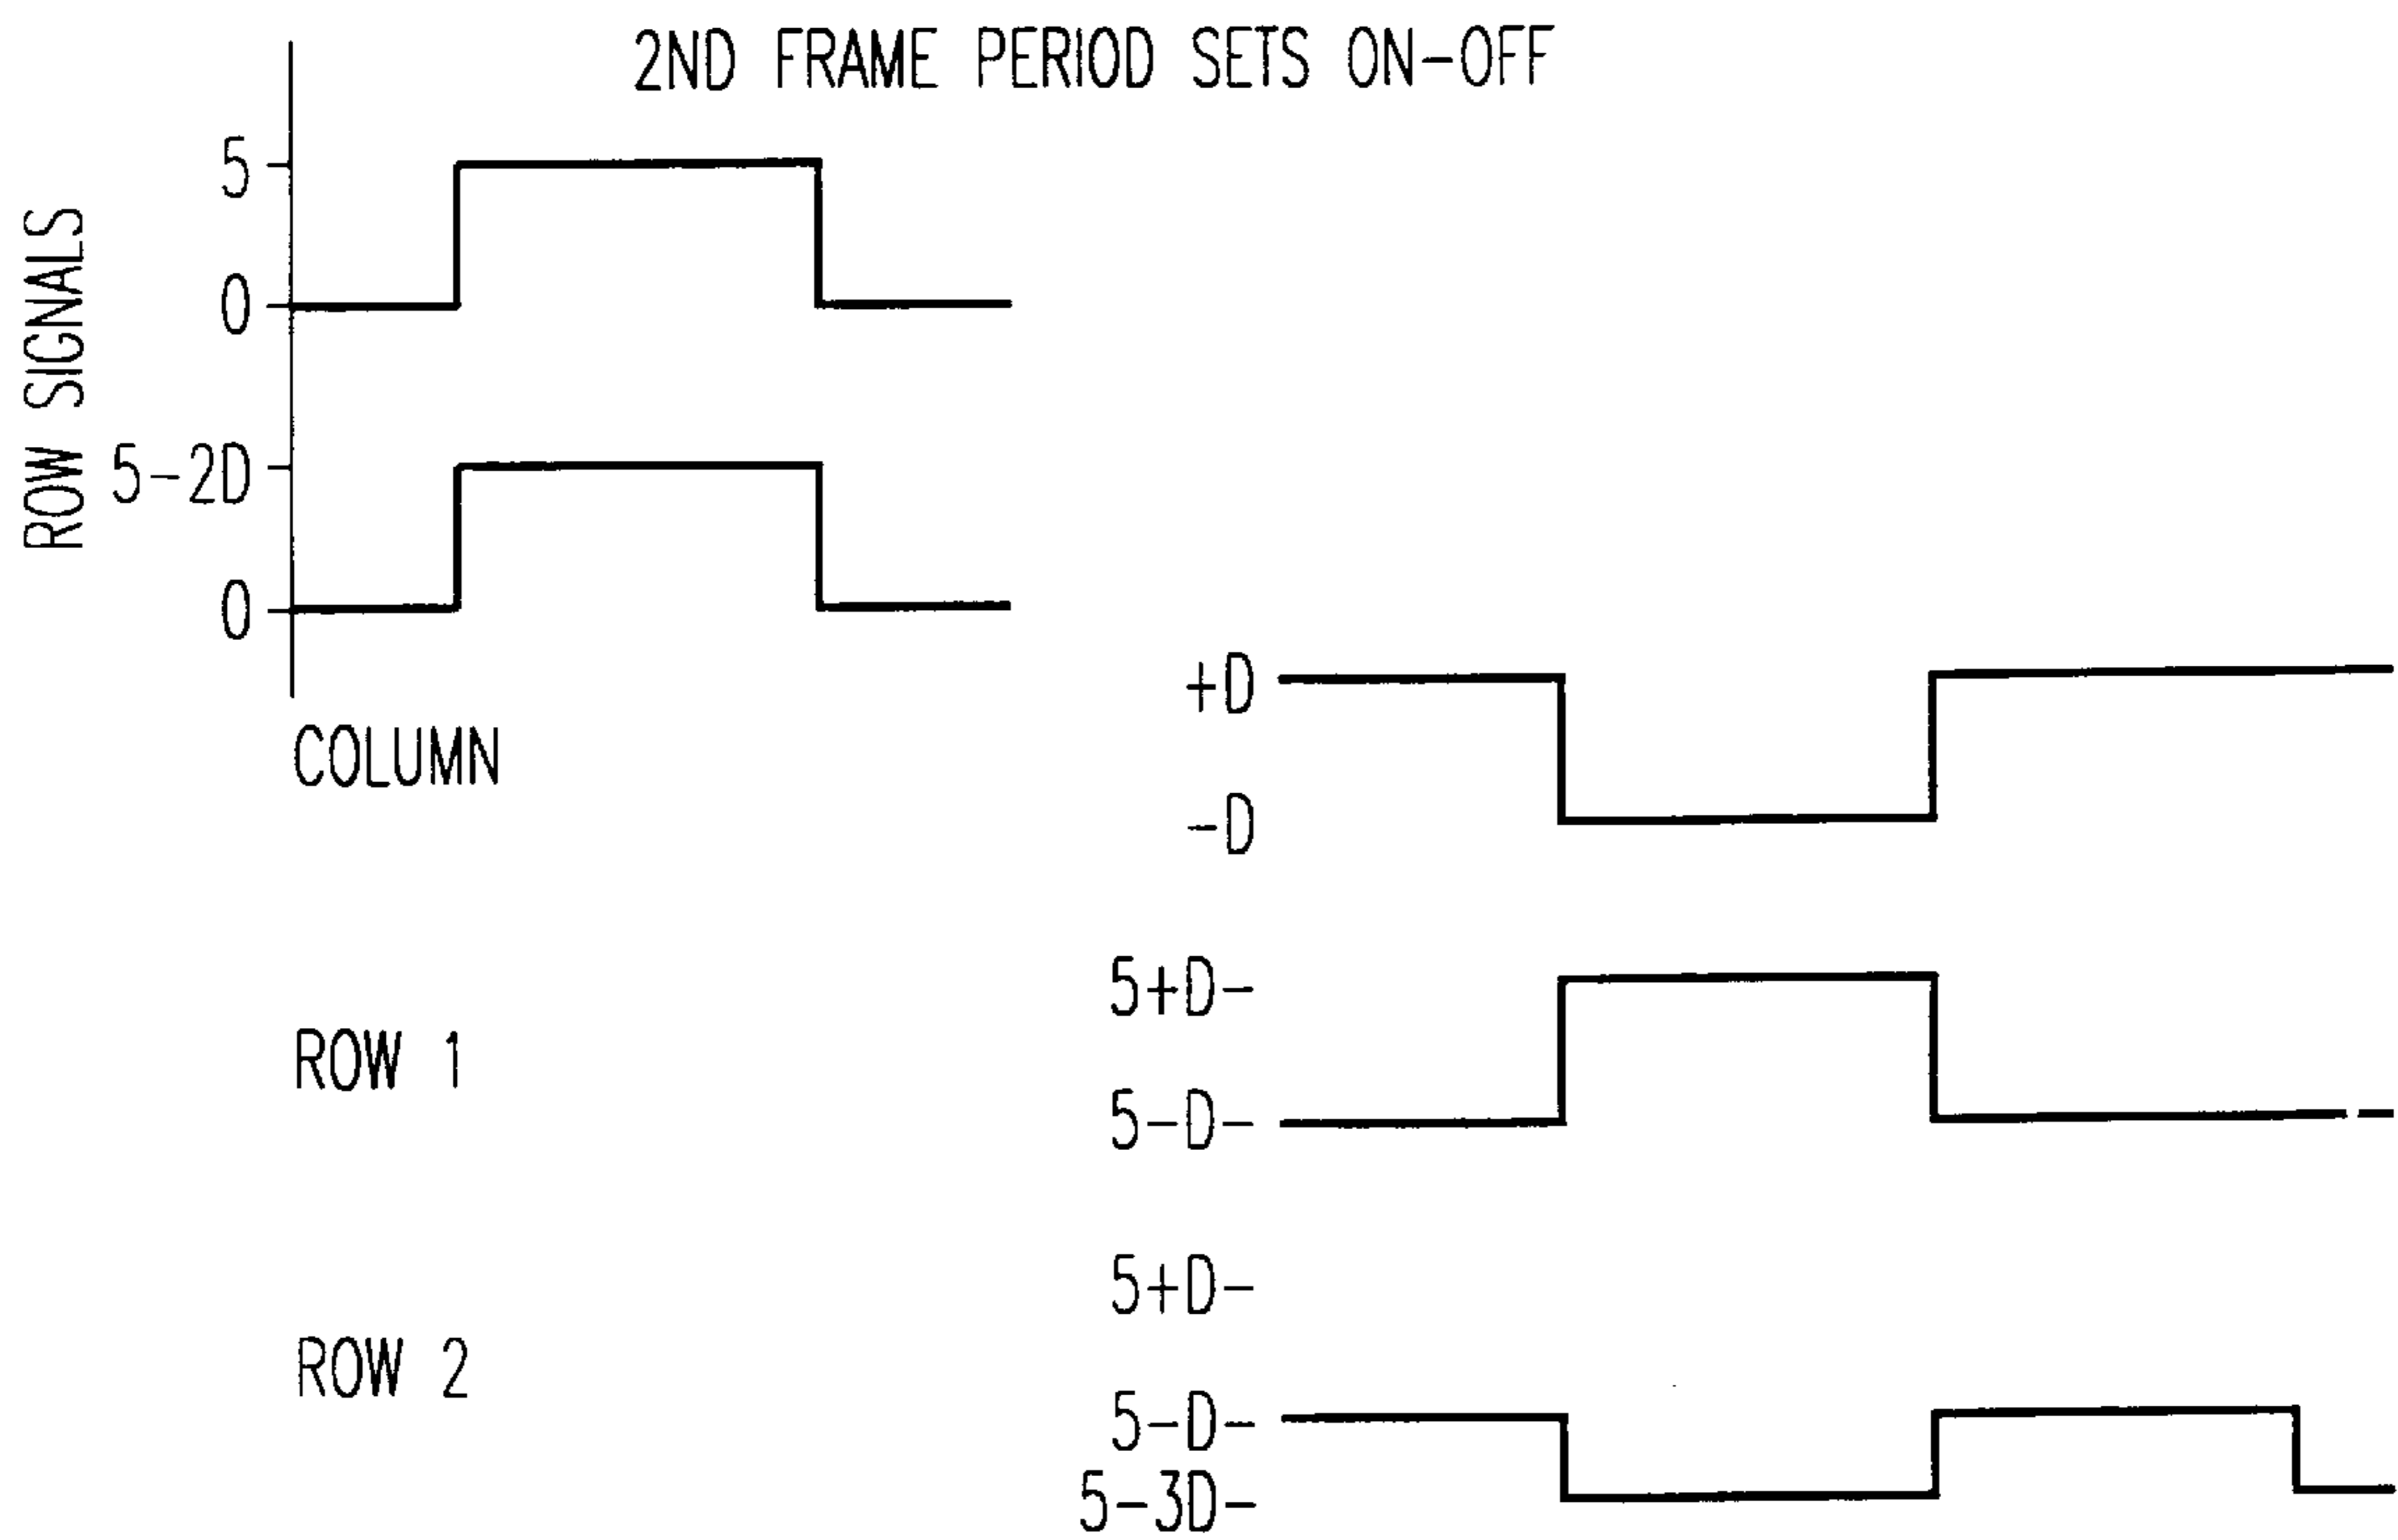 2ND FRAME PERIOD SETS ON-OFF
ROW SIGNALS
5
0
5-2D
0
COLUMN
+D
-D
ROW 1
5+D-
5-D-
ROW 2
5+D-
5-D-
5-3D-